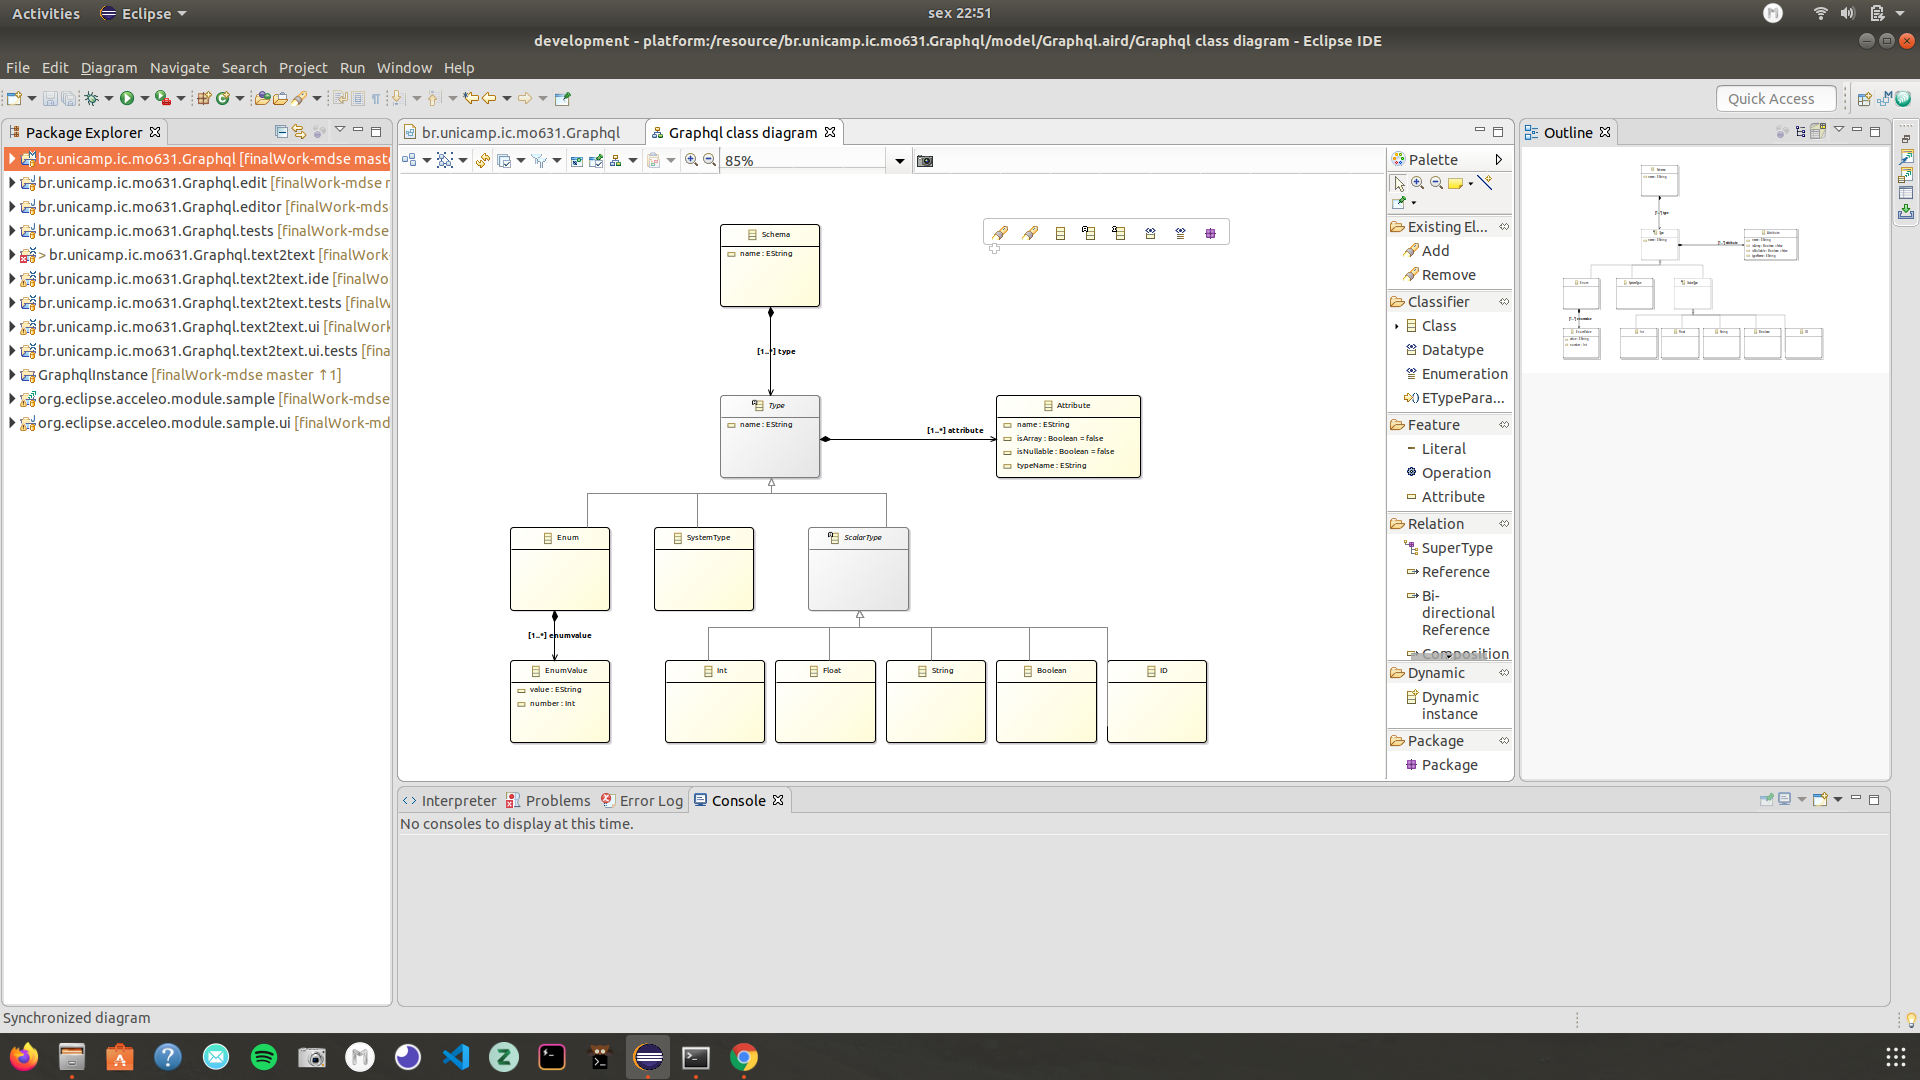 Activities
Eclipse
sex 22:51
development - platform:/resource/br.unicamp.ic.mo631.Graphql/model/Graphql.aird/Graphql class diagram - Eclipse IDE
File Edit Diagram Navigate Search Project Run Window Help
Quick Access
Package Explorer
br.unicamp.ic.mo631.Graphql [finalWork-mdse mast
br.unicamp.ic.mo631.Graphql.edit [finalWork-mdse
br.unicamp.ic.mo631.Graphql.editor [finalWork-mds
br.unicamp.ic.mo631.Graphql.tests [finalWork-mdse
> br.unicamp.ic.mo631.Graphql.text2text [finalWork
br.unicamp.ic.mo631.Graphql.text2text.ide [finalWo
br.unicamp.ic.mo631.Graphql.text2text.tests [finalW
br.unicamp.ic.mo631.Graphql.text2text.ui [finalWork
br.unicamp.ic.mo631.Graphql.text2text.ui.tests [fina
GraphqlInstance [finalWork-mdse master ↑1]
org.eclipse.acceleo.module.sample [finalWork-mdse
org.eclipse.acceleo.module.sample.ui [finalWork-md
br.unicamp.ic.mo631.Graphql
Graphql class diagram
85%
Schema
name : EString
[1..*] type
Type
name : EString
[1..*] attribute
Attribute
name : EString
isArray : Boolean = false
isNullable : Boolean = false
typeName : EString
Enum
SystemType
ScalarType
[1..*] enumvalue
EnumValue
value : EString
number : Int
Int
Float
String
Boolean
ID
Palette
Existing El...
Add
Remove
Classifier
Class
Datatype
Enumeration
ETypePara...
Feature
Literal
Operation
Attribute
Relation
SuperType
Reference
Bi-
directional
Reference
Composition
Dynamic
Dynamic
instance
Package
Package
Outline
Interpreter
Problems
Error Log
Console
No consoles to display at this time.
Synchronized diagram